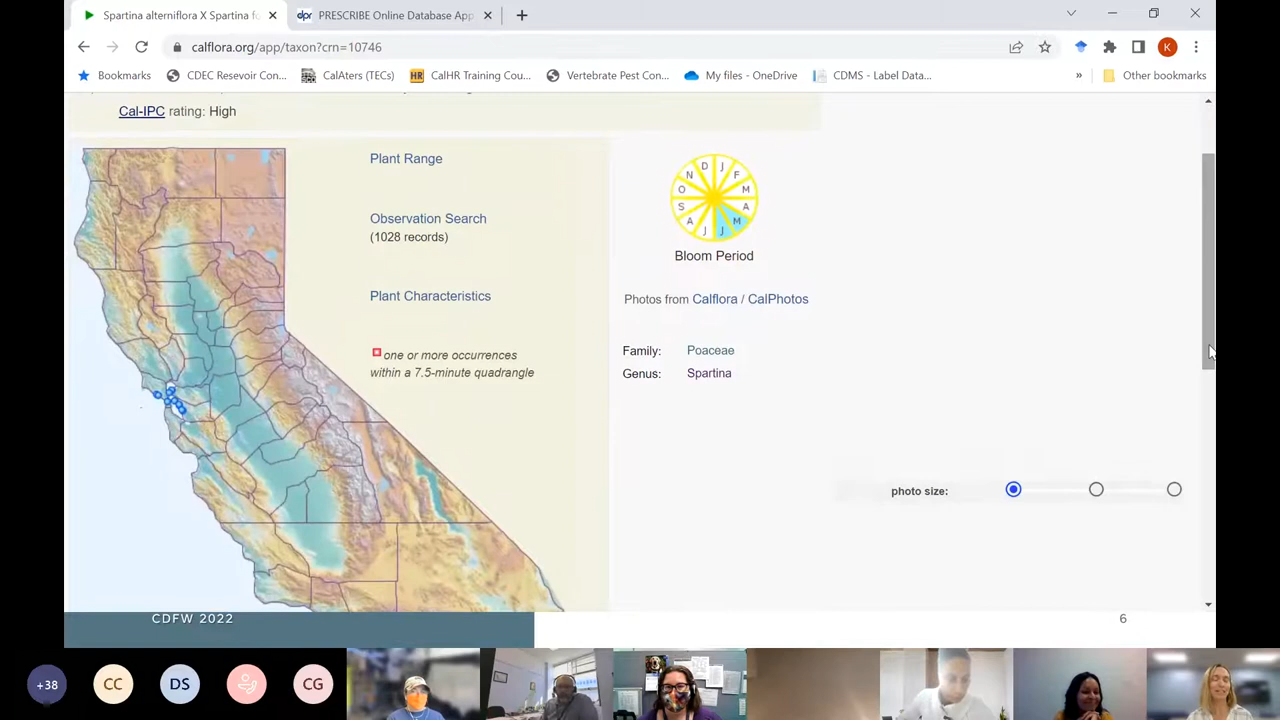 Spartina alterniflora X Spartina fo
PRESCRIBE Online Database App
calflora.org/app/taxon?crn=10746
K
Bookmarks
CDEC Resevoir Con...
CalAters (TECs)
CalHR Training Cou...
Vertebrate Pest Con...
My files - OneDrive
CDMS - Label Data...
»
Other bookmarks
Cal-IPC rating: High
Plant Range
Observation Search
(1028 records)
Plant Characteristics
one or more occurrences
within a 7.5-minute quadrangle
D J F M A M J J A S O N
Bloom Period
Photos from Calflora / CalPhotos
Family: Poaceae
Genus: Spartina
photo size:
CDFW 2022
6
+38
CC
DS
CG